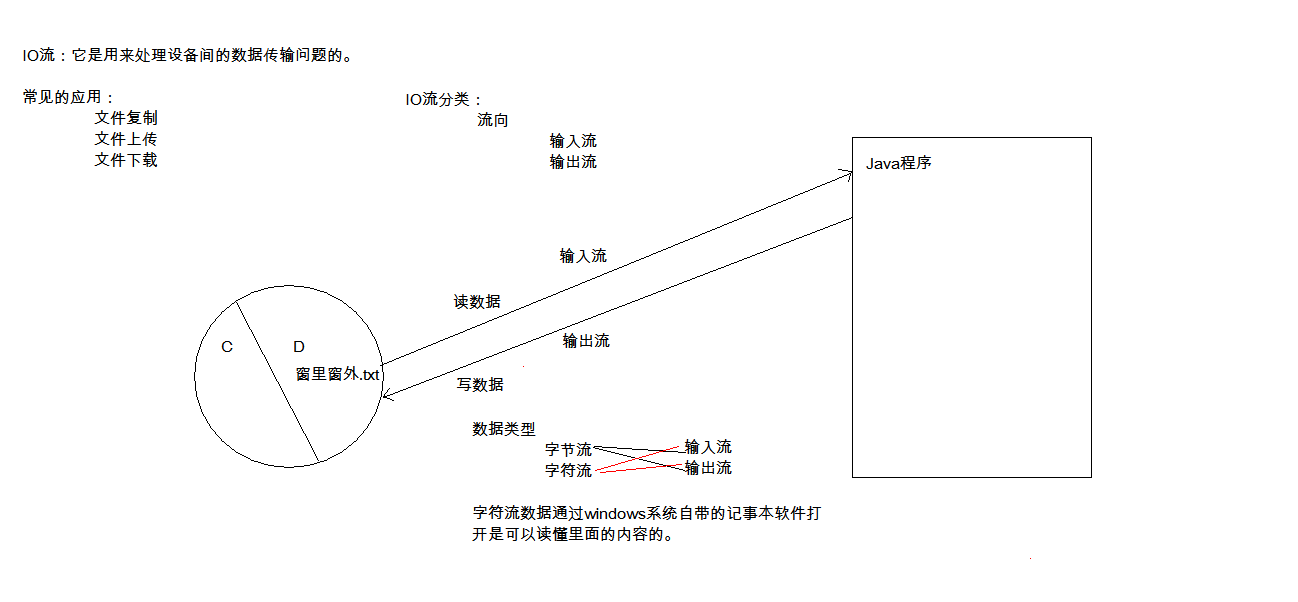 IO流：它是用来处理设备间的数据传输问题的。
常见的应用：
文件复制
文件上传
文件下载
IO流分类：
流向
输入流
输出流
Java程序
输入流
读数据
输出流
写数据
C
D
窗里窗外.txt
数据类型
字节流
字符流
输入流
输出流
字符流数据通过windows系统自带的记事本软件打
开是可以读懂里面的内容的。